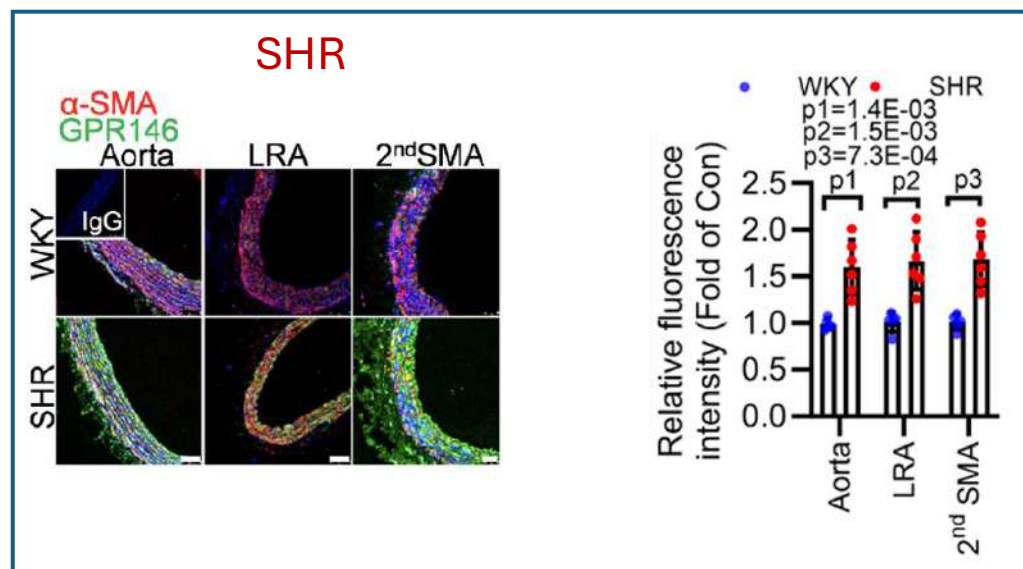 SHR
α-SMA
GPR146
Aorta LRA 2ndSMA
IgG
WKY
SHR
WKY SHR
p1=1.4E-03
p2=1.5E-03
p3=7.3E-04
p1 p2 p3
Relative fluorescence
intensity (Fold of Con)
2.5
2.0
1.5
1.0
0.5
0.0
Aorta
LRA
2nd SMA